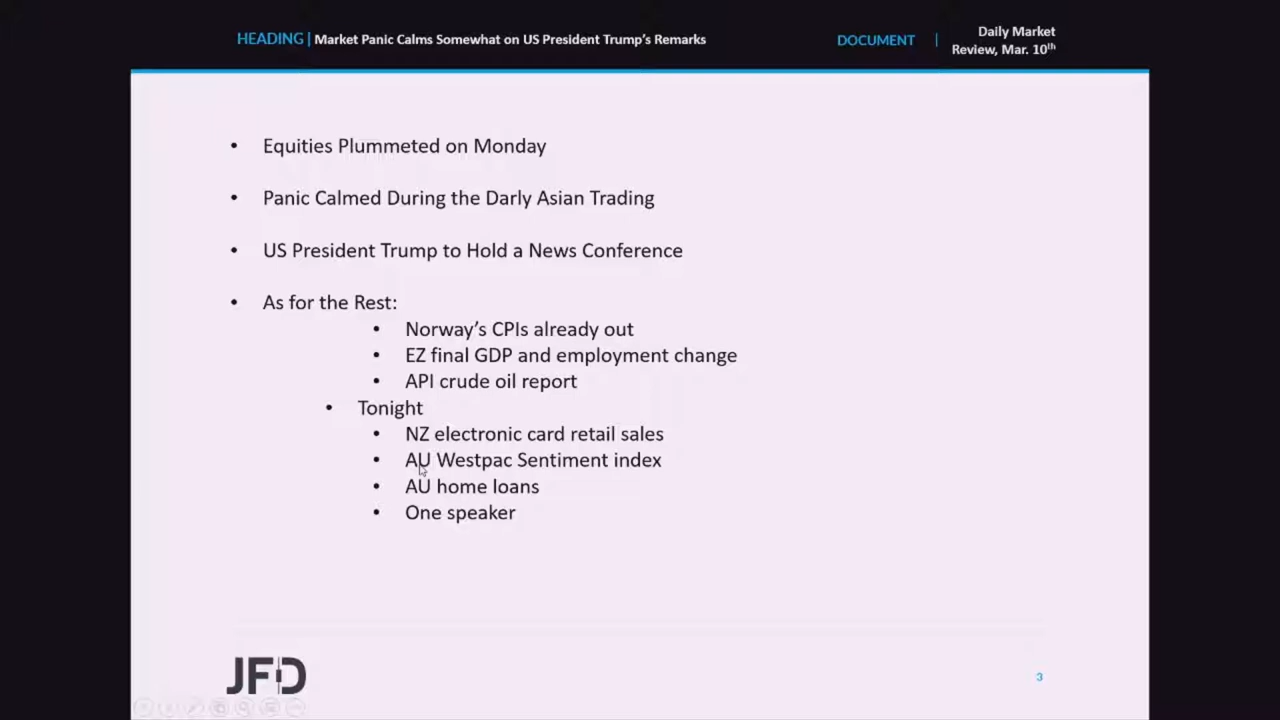 HEADING | Market Panic Calms Somewhat on US President Trump's Remarks
DOCUMENT | Daily Market
Review, Mar. 10th
• Equities Plummeted on Monday
• Panic Calmed During the Darly Asian Trading
• US President Trump to Hold a News Conference
• As for the Rest:
• Norway's CPIs already out
• EZ final GDP and employment change
• API crude oil report
• Tonight
• NZ electronic card retail sales
• AU Westpac Sentiment index
• AU home loans
• One speaker
JFD
3